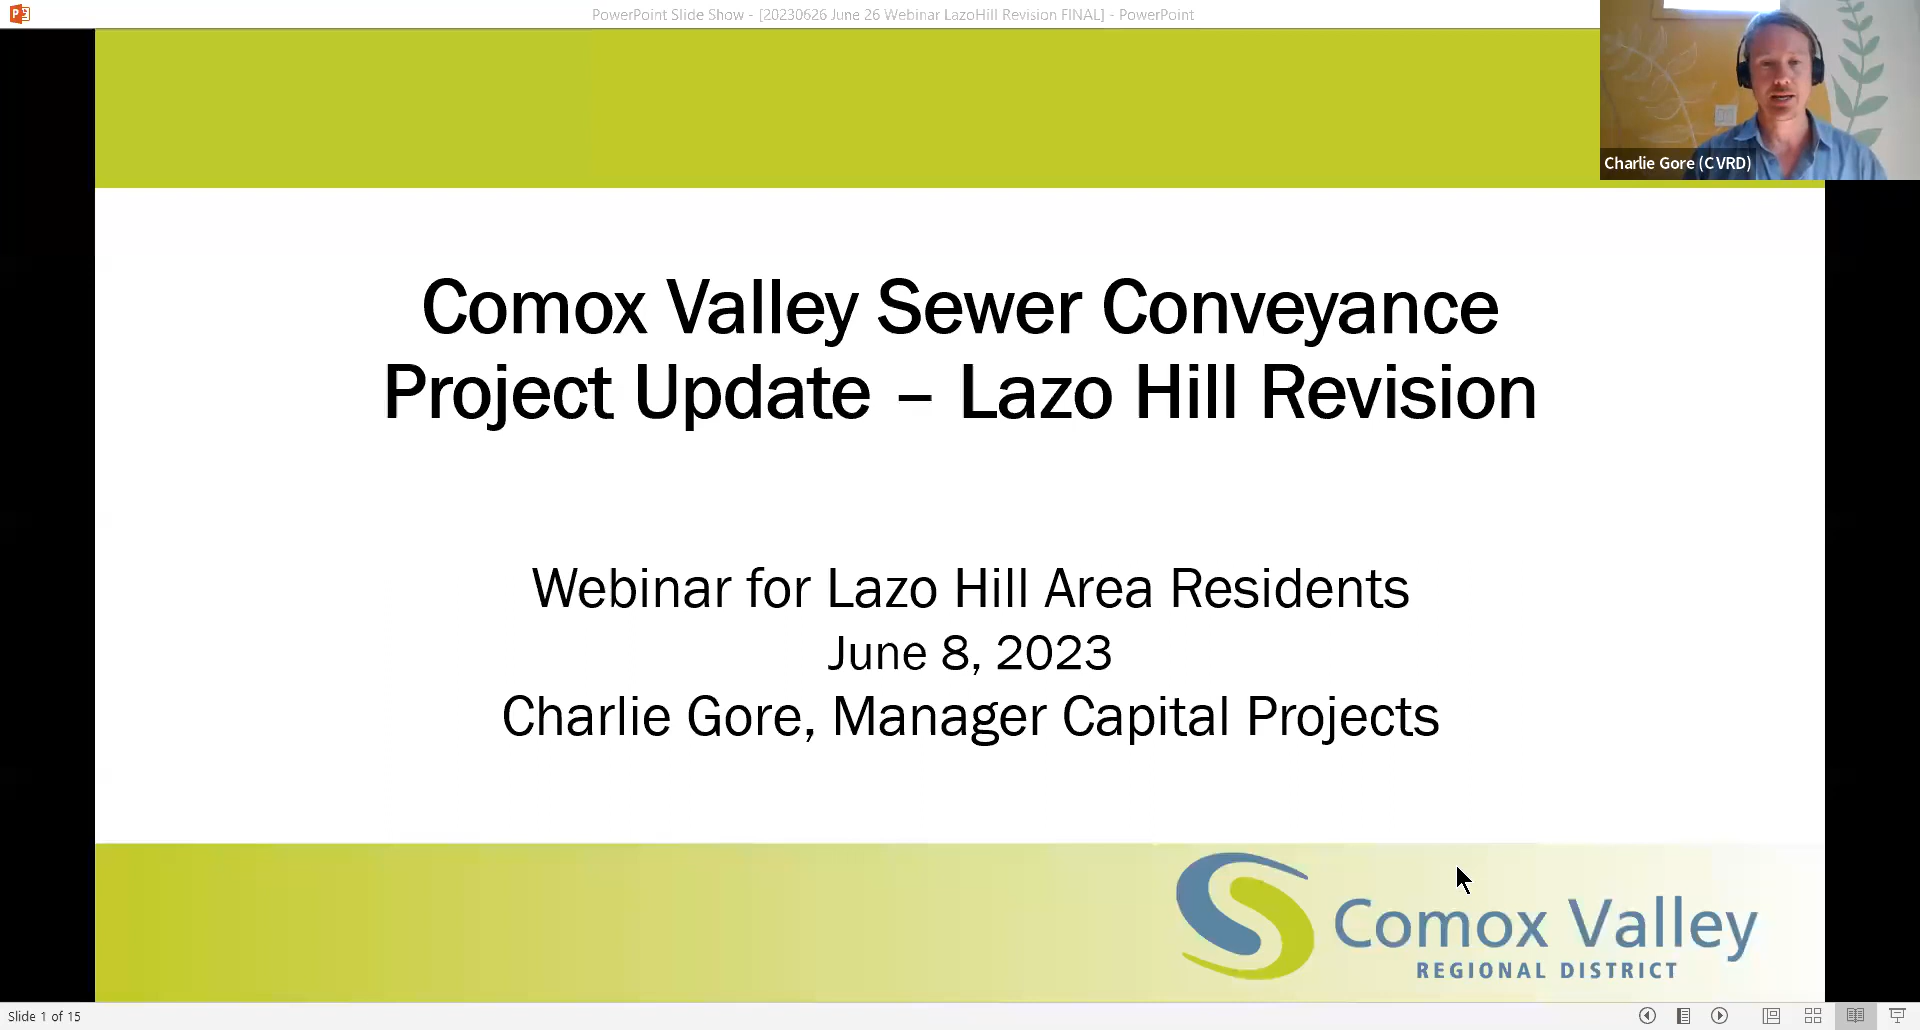 PowerPoint Slide Show - [20230626 June 26 Webinar LazoHill Revision FINAL] - PowerPoint
Charlie Gore (CVRD)
Comox Valley Sewer Conveyance
Project Update – Lazo Hill Revision
Webinar for Lazo Hill Area Residents
June 8, 2023
Charlie Gore, Manager Capital Projects
Comox Valley
REGIONAL DISTRICT
Slide 1 of 15